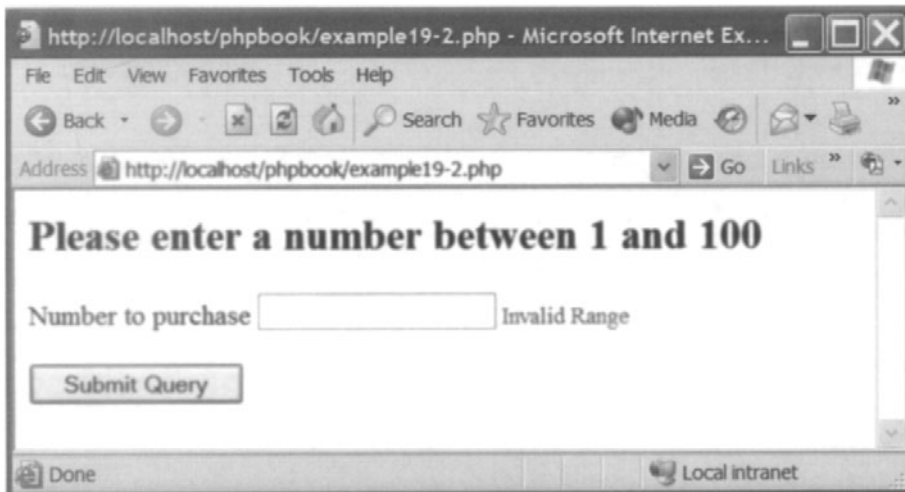 http://localhost/phpbook/example19-2.php - Microsoft Internet Ex...
File Edit View Favorites Tools Help
Back Search Favorites Media
Address http://localhost/phpbook/example19-2.php Go Links
Please enter a number between 1 and 100
Number to purchase Invalid Range
Submit Query
Done Local intranet